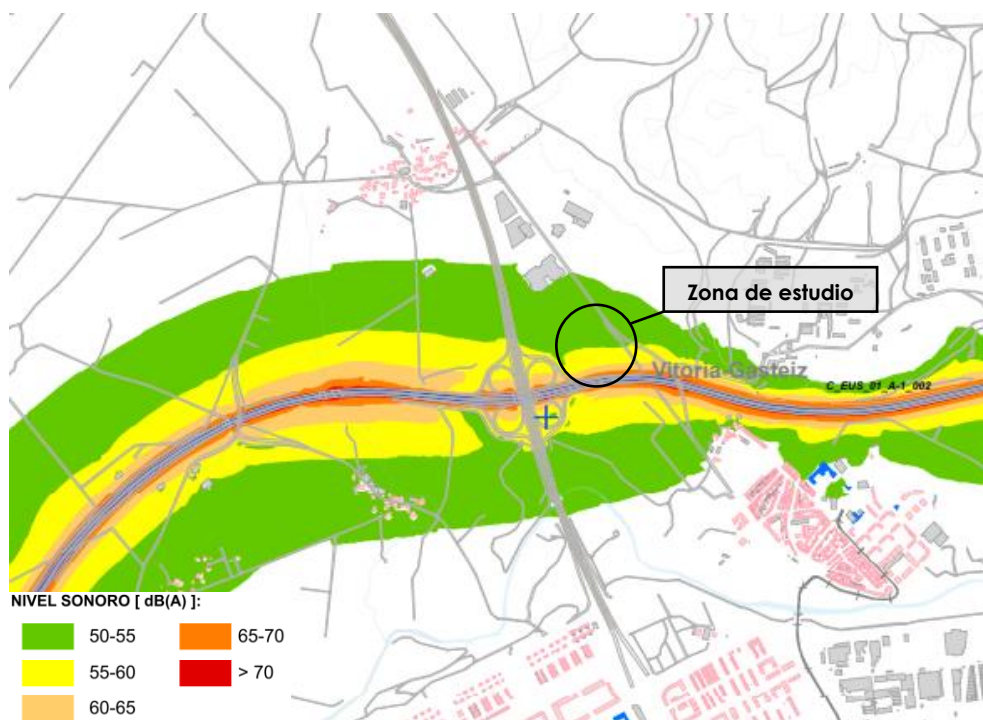 Zona de estudio
Vitoria-Gasteiz
C_EUS_01_A-1_002
NIVEL SONORO [ dB(A) ]:
50-55
65-70
55-60
> 70
60-65